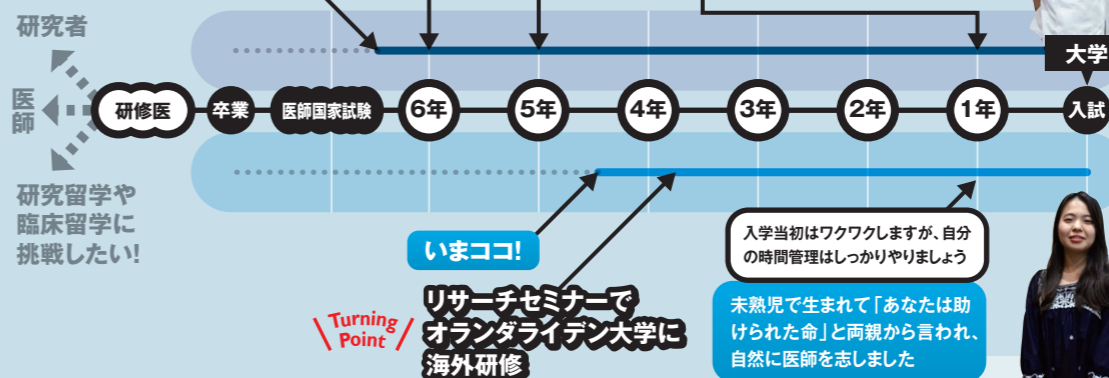 研究者
大学
医師
研修医
卒業
医師国家試験
6年
5年
4年
3年
2年
1年
入試
研究留学や
臨床留学に
挑戦したい!
いまココ!
入学当初はワクワクしますが、自分
の時間管理はしっかりやりましょう
Turning
Point
リサーチセミナーで
オランダライデン大学に
海外研修
未熟児で生まれて「あなたは助
けられた命」と両親から言われ、
自然に医師を志しました